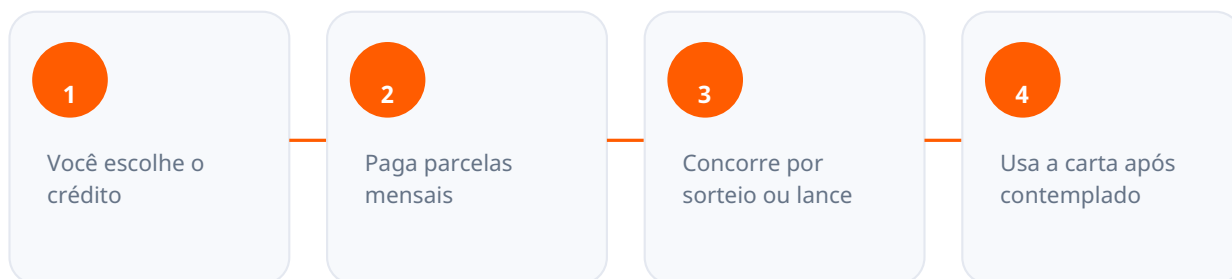 1
Você escolhe o
crédito
2
Paga parcelas
mensais
3
Concorre por
sorteio ou lance
4
Usa a carta após
contemplado